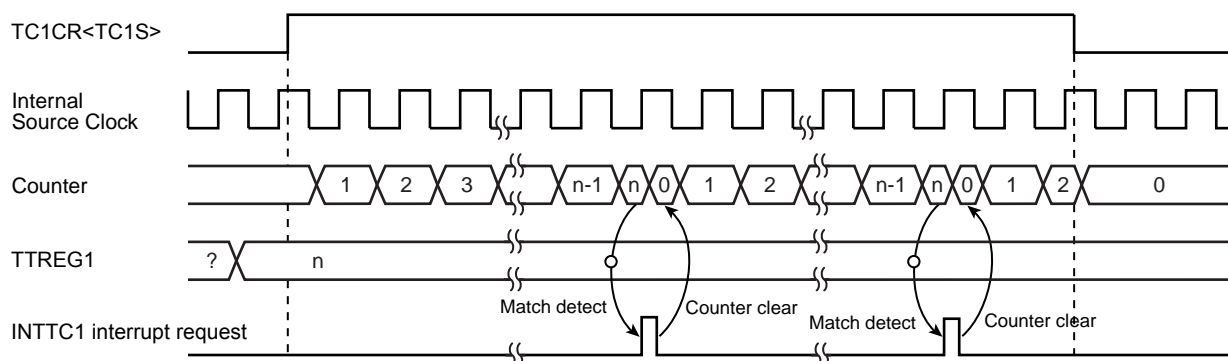 TC1CR<TC1S>
Internal
Source Clock
Counter
1 2 3 n-1 n 0 1 2 n-1 n 0 1 2 0
TTREG1
? n
Match detect Counter clear Match detect Counter clear
INTTC1 interrupt request